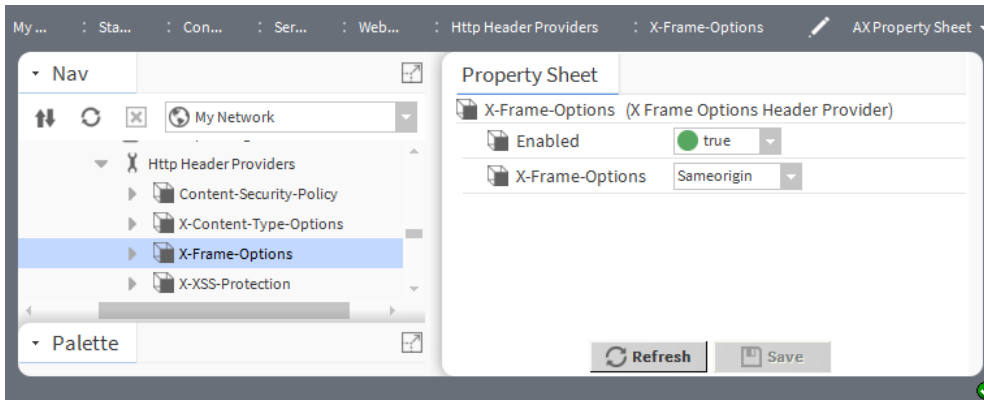 My ... : Sta... : Con... : Ser... : Web... : Http Header Providers : X-Frame-Options AX Property Sheet
Nav
My Network
Http Header Providers
Content-Security-Policy
X-Content-Type-Options
X-Frame-Options
X-XSS-Protection
Palette
Property Sheet
X-Frame-Options (X Frame Options Header Provider)
Enabled true
X-Frame-Options Sameorigin
Refresh Save